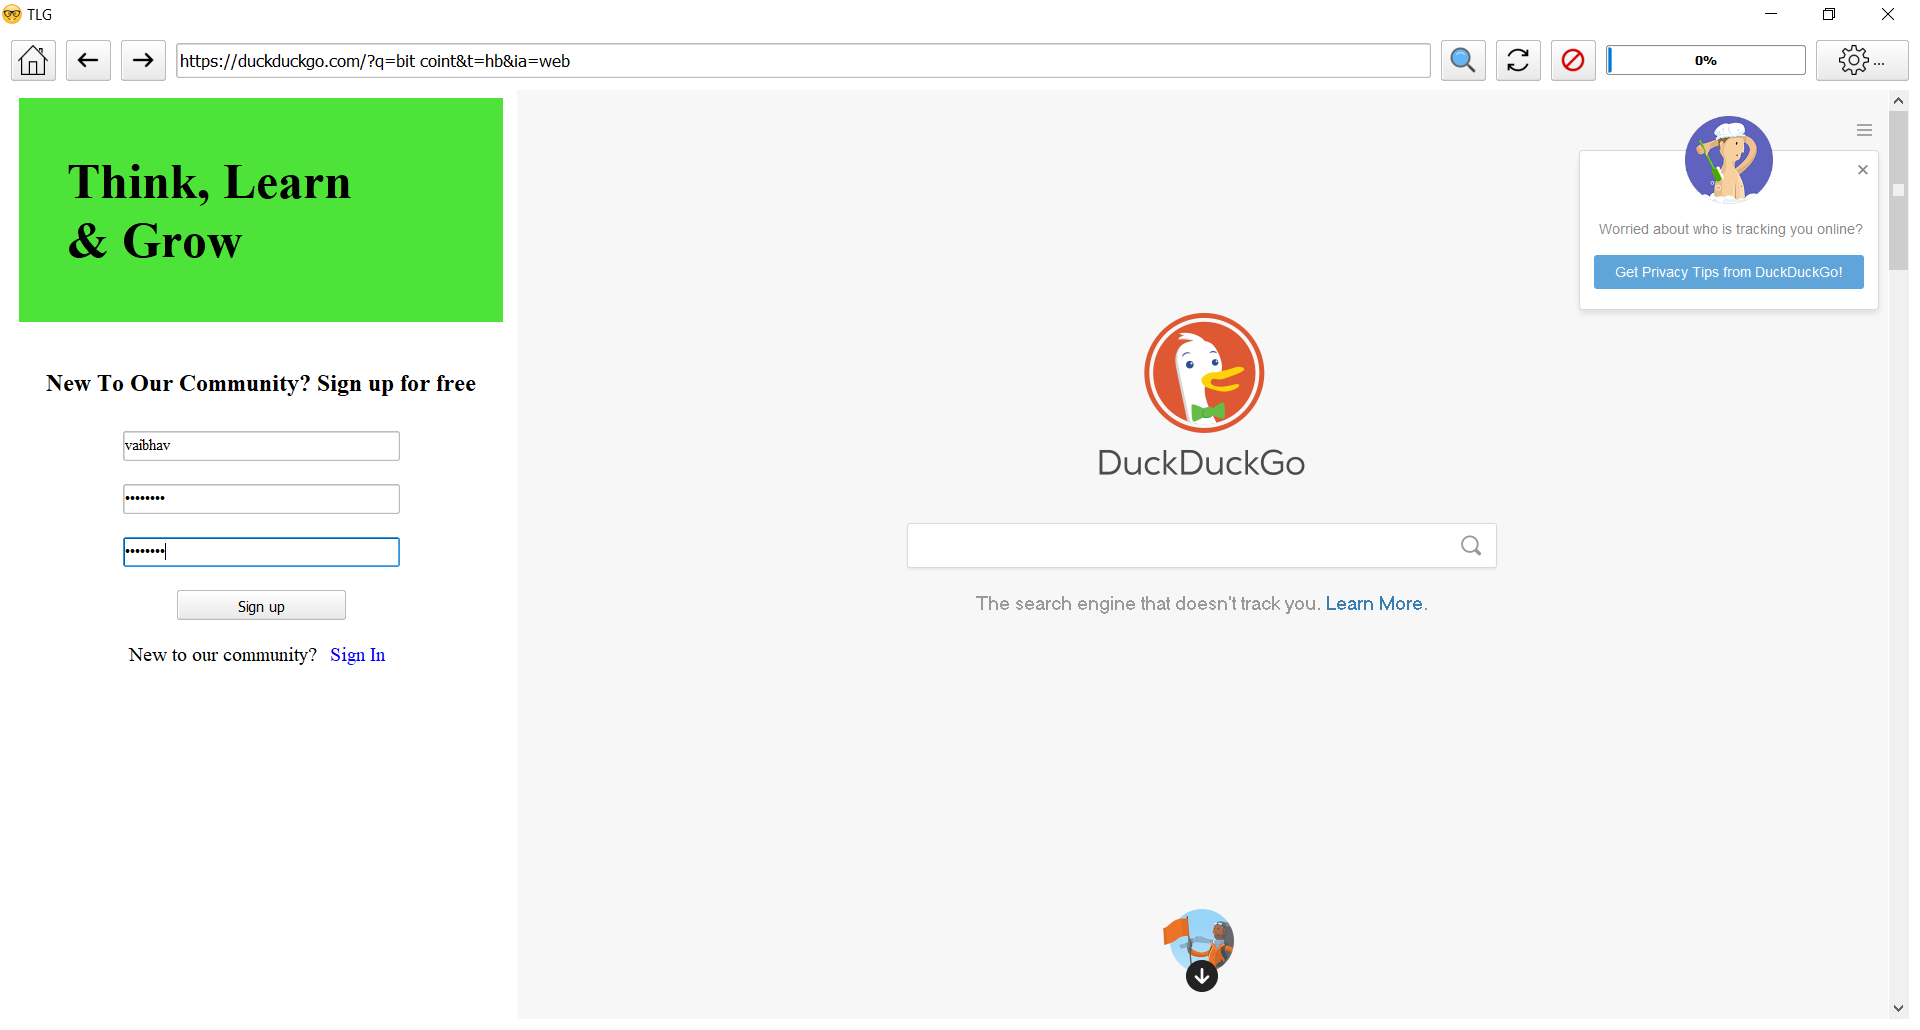 TLG
https://duckduckgo.com/?q=bit coint&t=hb&ia=web
0%
...
Think, Learn
& Grow
New To Our Community? Sign up for free
vaibhav
••••••••
••••••••
Sign up
New to our community? Sign In
Worried about who is tracking you online?
Get Privacy Tips from DuckDuckGo!
DuckDuckGo
The search engine that doesn't track you. Learn More.